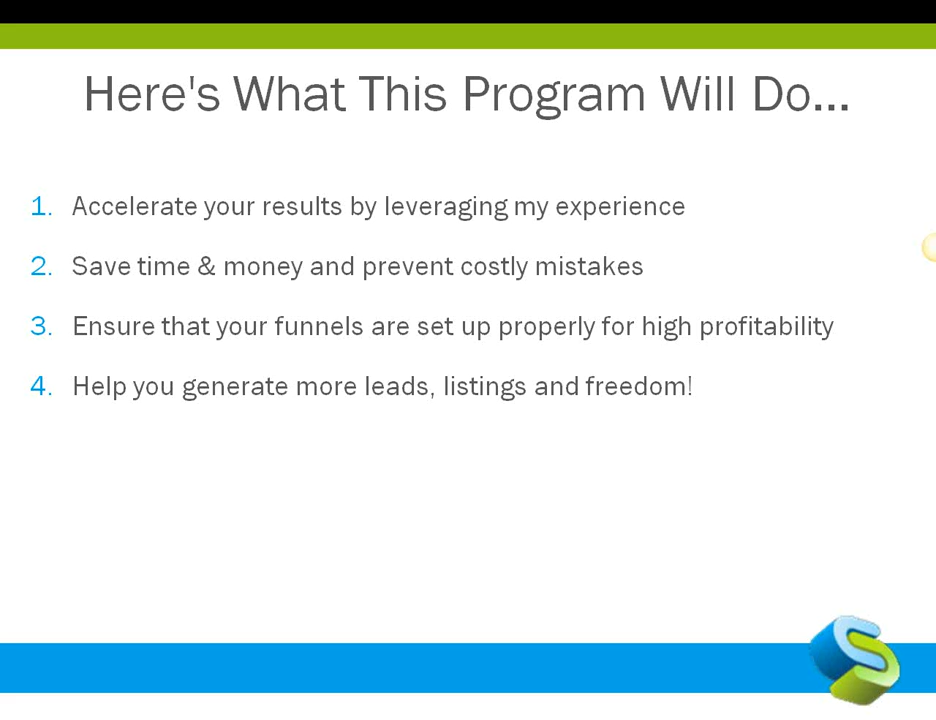 Here's What This Program Will Do...
1. Accelerate your results by leveraging my experience
2. Save time & money and prevent costly mistakes
3. Ensure that your funnels are set up properly for high profitability
4. Help you generate more leads, listings and freedom!